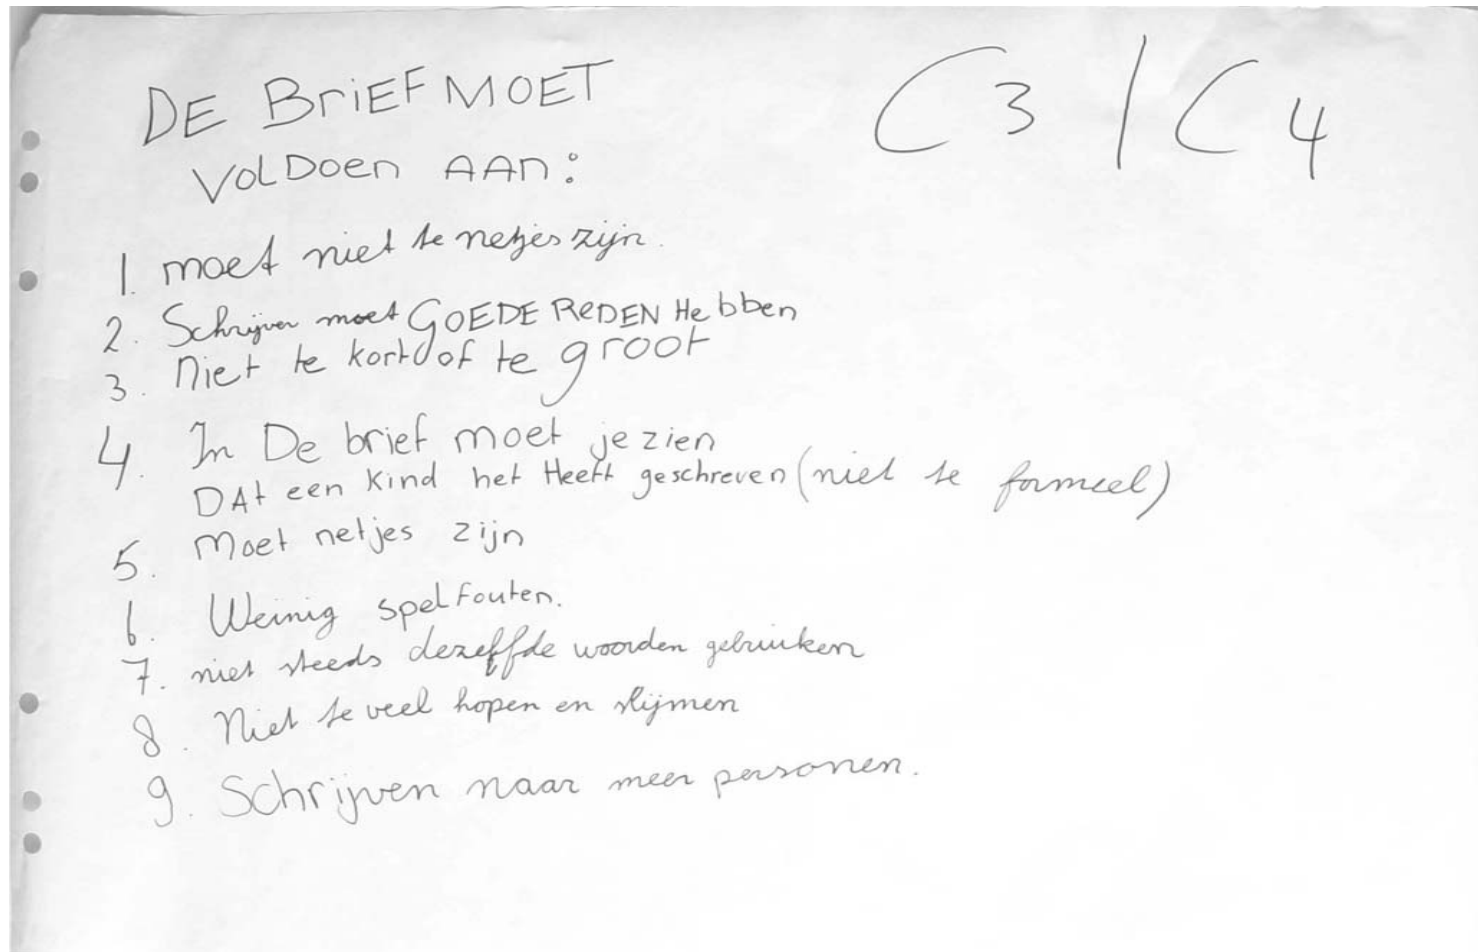 DE BriEF MOET
C3 / C4
VOLDoen AAn:
1. moet niet te netjes zijn.
2. Schrijver moet GOEDE REDEN Hebben
3. niet te kort of te groot
4. In De brief moet je zien
DAt een kind het Heeft geschreven (niet te formeel)
5. Moet netjes zijn
6. Weinig spelfouten.
7. niet steeds dezelfde woorden gebruiken
8. Niet te veel hopen en slijmen
9. Schrijven naar meer personen.